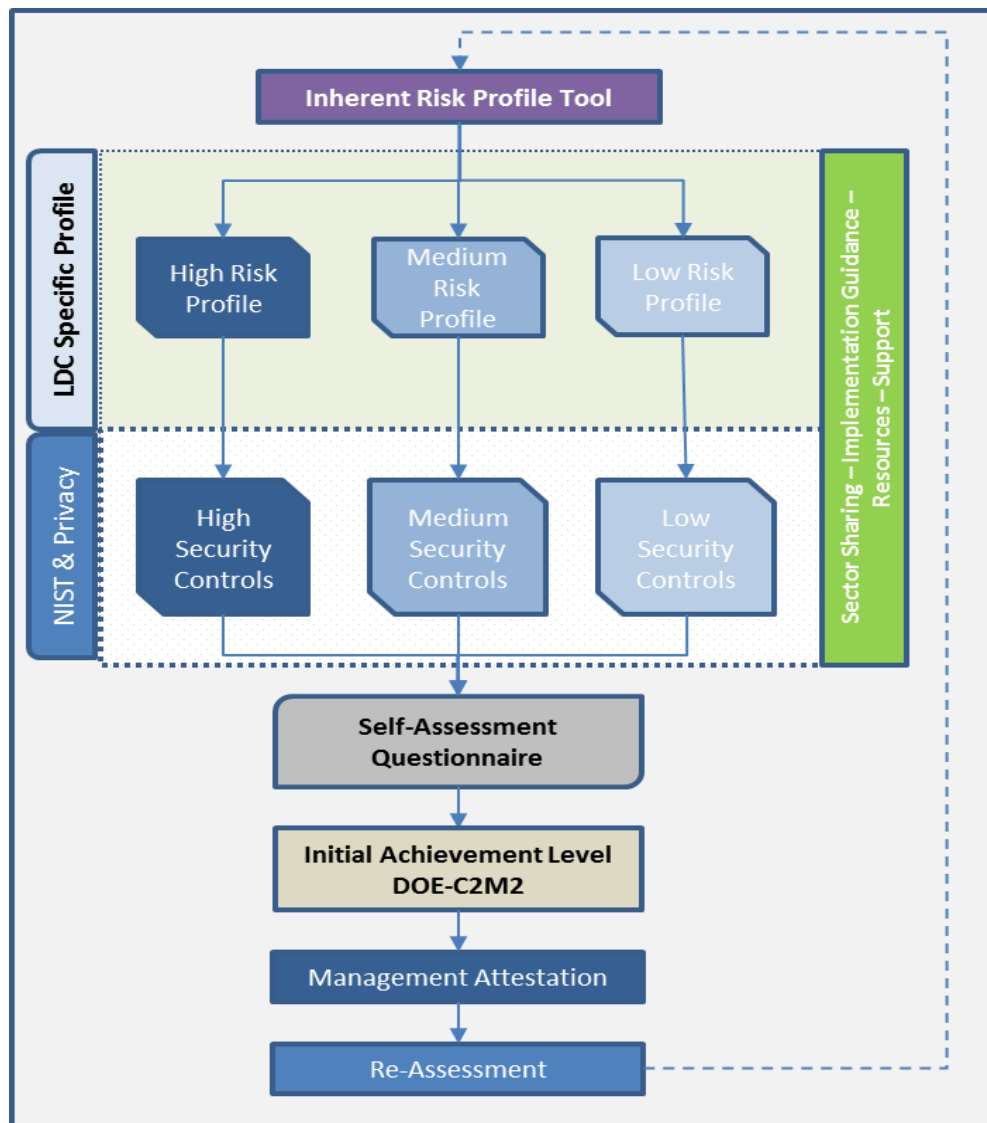 Inherent Risk Profile Tool
LDC Specific Profile
High Risk
Profile
Medium
Risk
Profile
Low Risk
Profile
Sector Sharing – Implementation Guidance –
Resources – Support
NIST & Privacy
High
Security
Controls
Medium
Security
Controls
Low
Security
Controls
Self-Assessment
Questionnaire
Initial Achievement Level
DOE-C2M2
Management Attestation
Re-Assessment